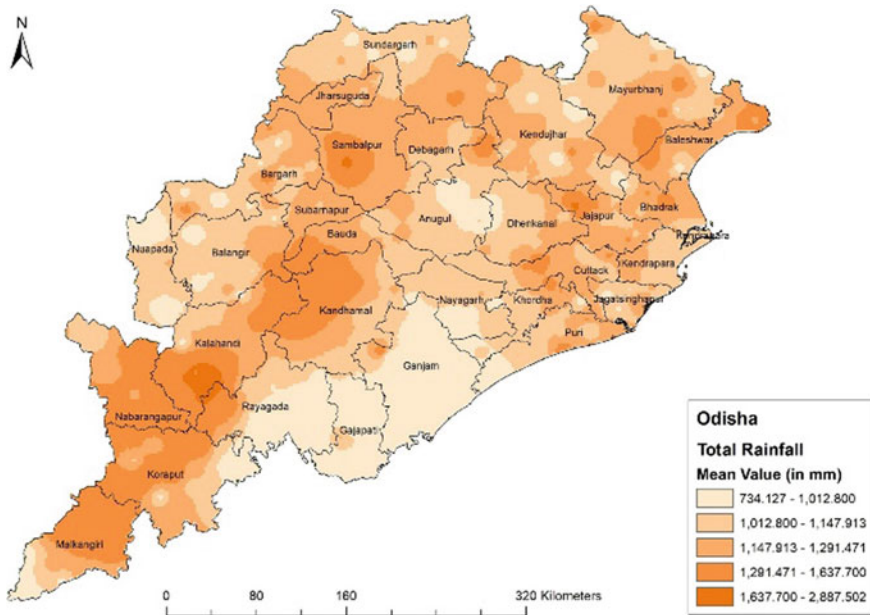 N
Sundargarh
Jharsuguda
Mayurbhanj
Kendujhar
Baleshwar
Sambalpur
Debagarh
Bargarh
Subarnapur
Anugul
Dhenkanal
Jajapur
Bhadrak
Nuapada
Balangir
Bauda
Cuttack
Kendrapara
Kandhamal
Nayagarh
Khordha
Jagatsinghapur
Kalahandi
Puri
Ganjam
Nabarangapur
Rayagada
Gajapati
Koraput
Malkangiri
0 80 160 320 Kilometers
Odisha
Total Rainfall
Mean Value (in mm)
734.127 - 1,012.800
1,012.800 - 1,147.913
1,147.913 - 1,291.471
1,291.471 - 1,637.700
1,637.700 - 2,887.502